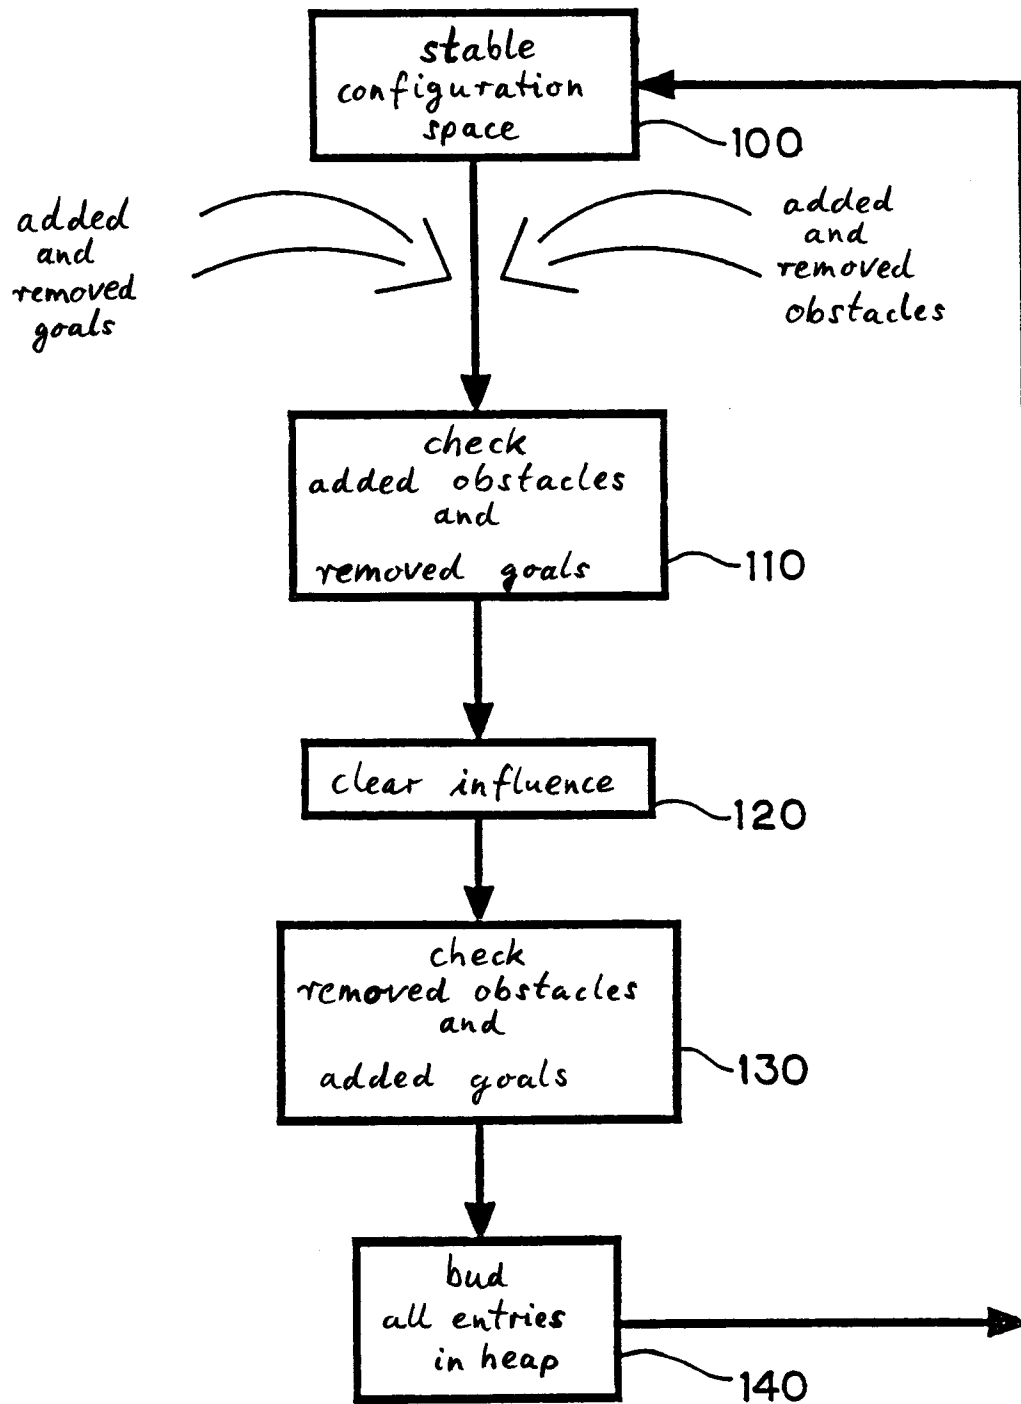 stable
configuration
space
100
added
and
removed
goals
added
and
removed
obstacles
check
added obstacles
and
removed goals
110
clear influence
120
check
removed obstacles
and
added goals
130
bud
all entries
in heap
140